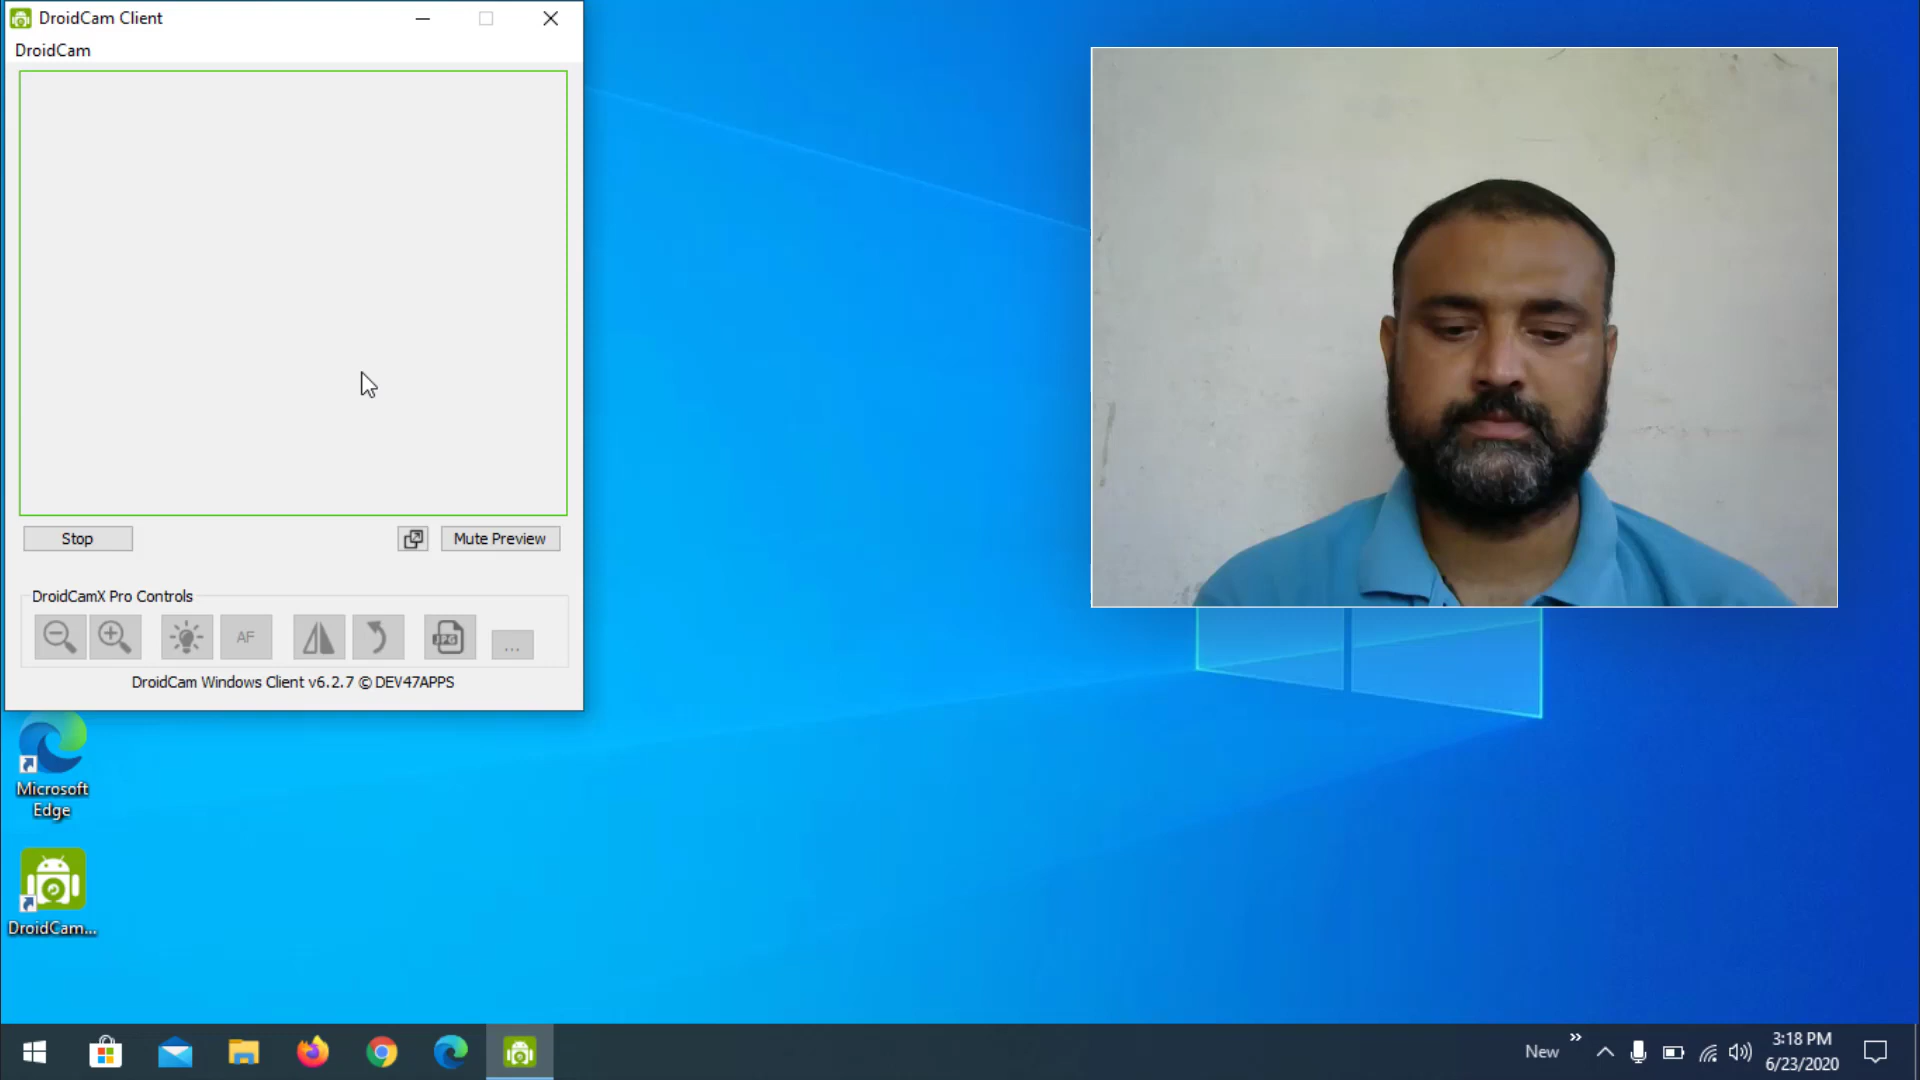 DroidCam Client
DroidCam
Stop
Mute Preview
DroidCamX Pro Controls
AF
JPG
...
DroidCam Windows Client v6.2.7 © DEV47APPS
Microsoft
Edge
DroidCam...
New
3:18 PM
6/23/2020